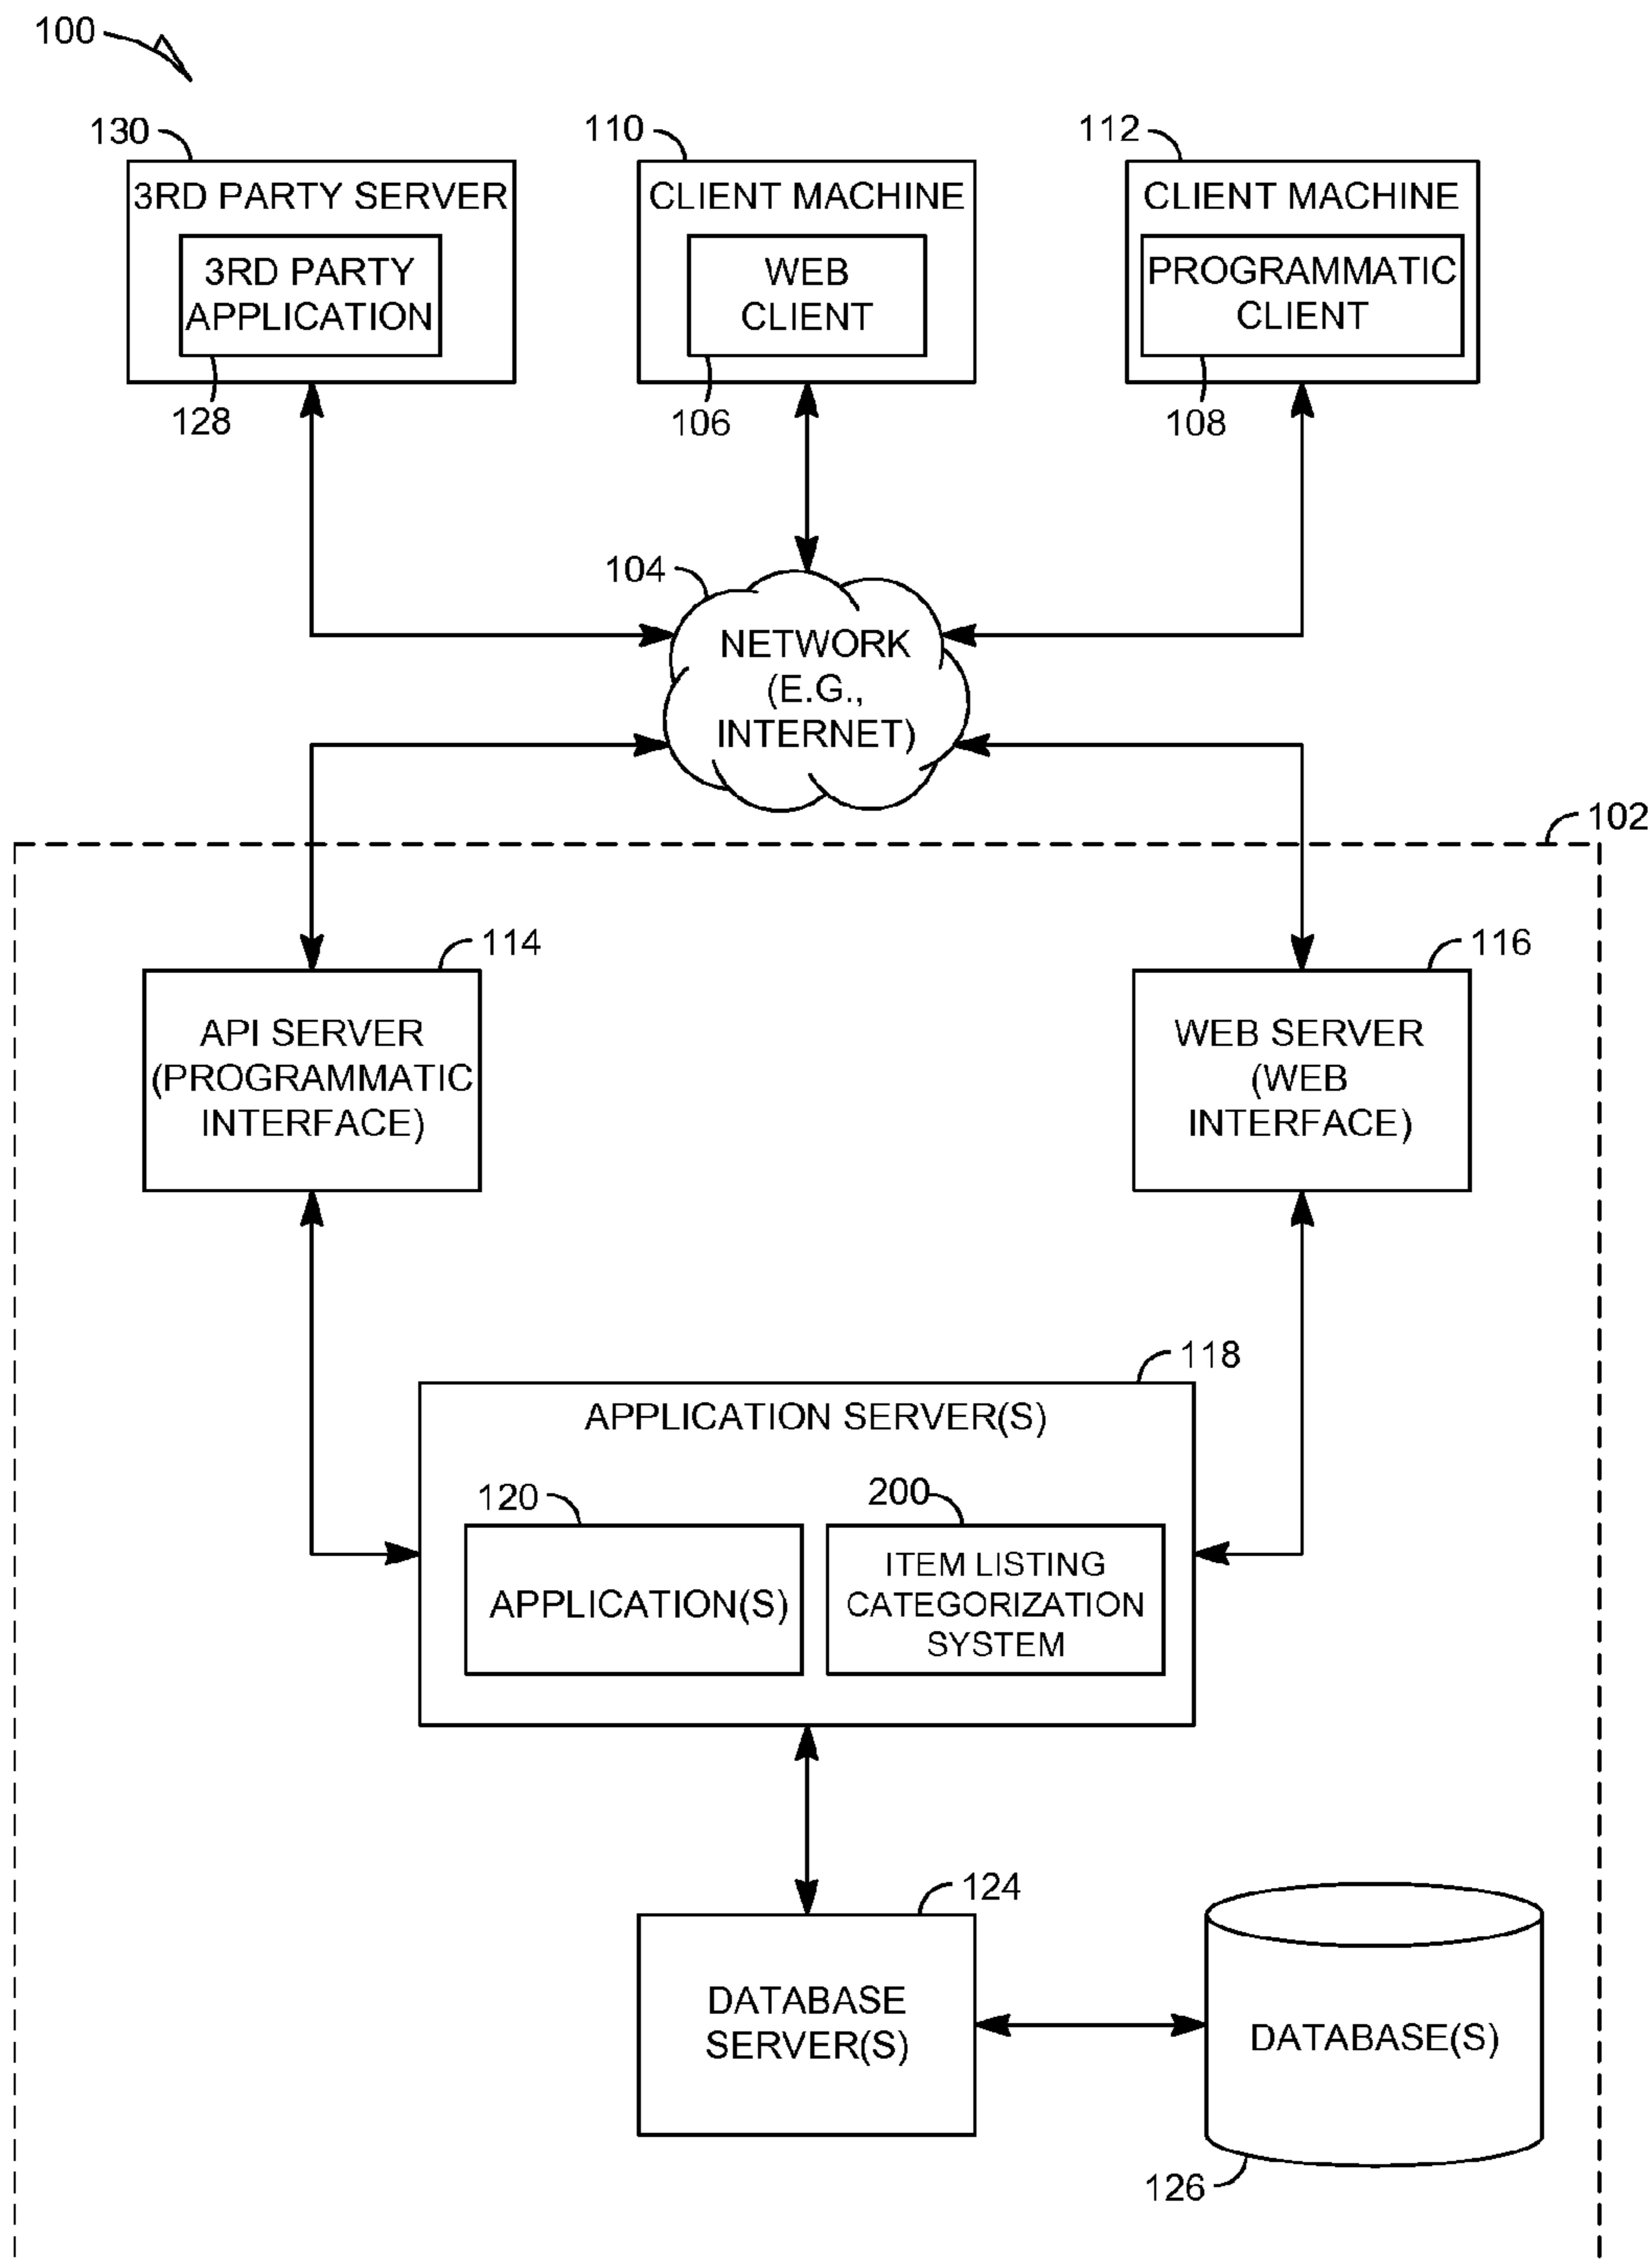 100
130
110
112
3RD PARTY SERVER
CLIENT MACHINE
CLIENT MACHINE
3RD PARTY
APPLICATION
WEB
CLIENT
PROGRAMMATIC
CLIENT
128
106
108
104
NETWORK
(E.G.,
INTERNET)
102
114
116
API SERVER
(PROGRAMMATIC
INTERFACE)
WEB SERVER
(WEB
INTERFACE)
118
APPLICATION SERVER(S)
120
200
APPLICATION(S)
ITEM LISTING
CATEGORIZATION
SYSTEM
124
DATABASE
SERVER(S)
DATABASE(S)
126